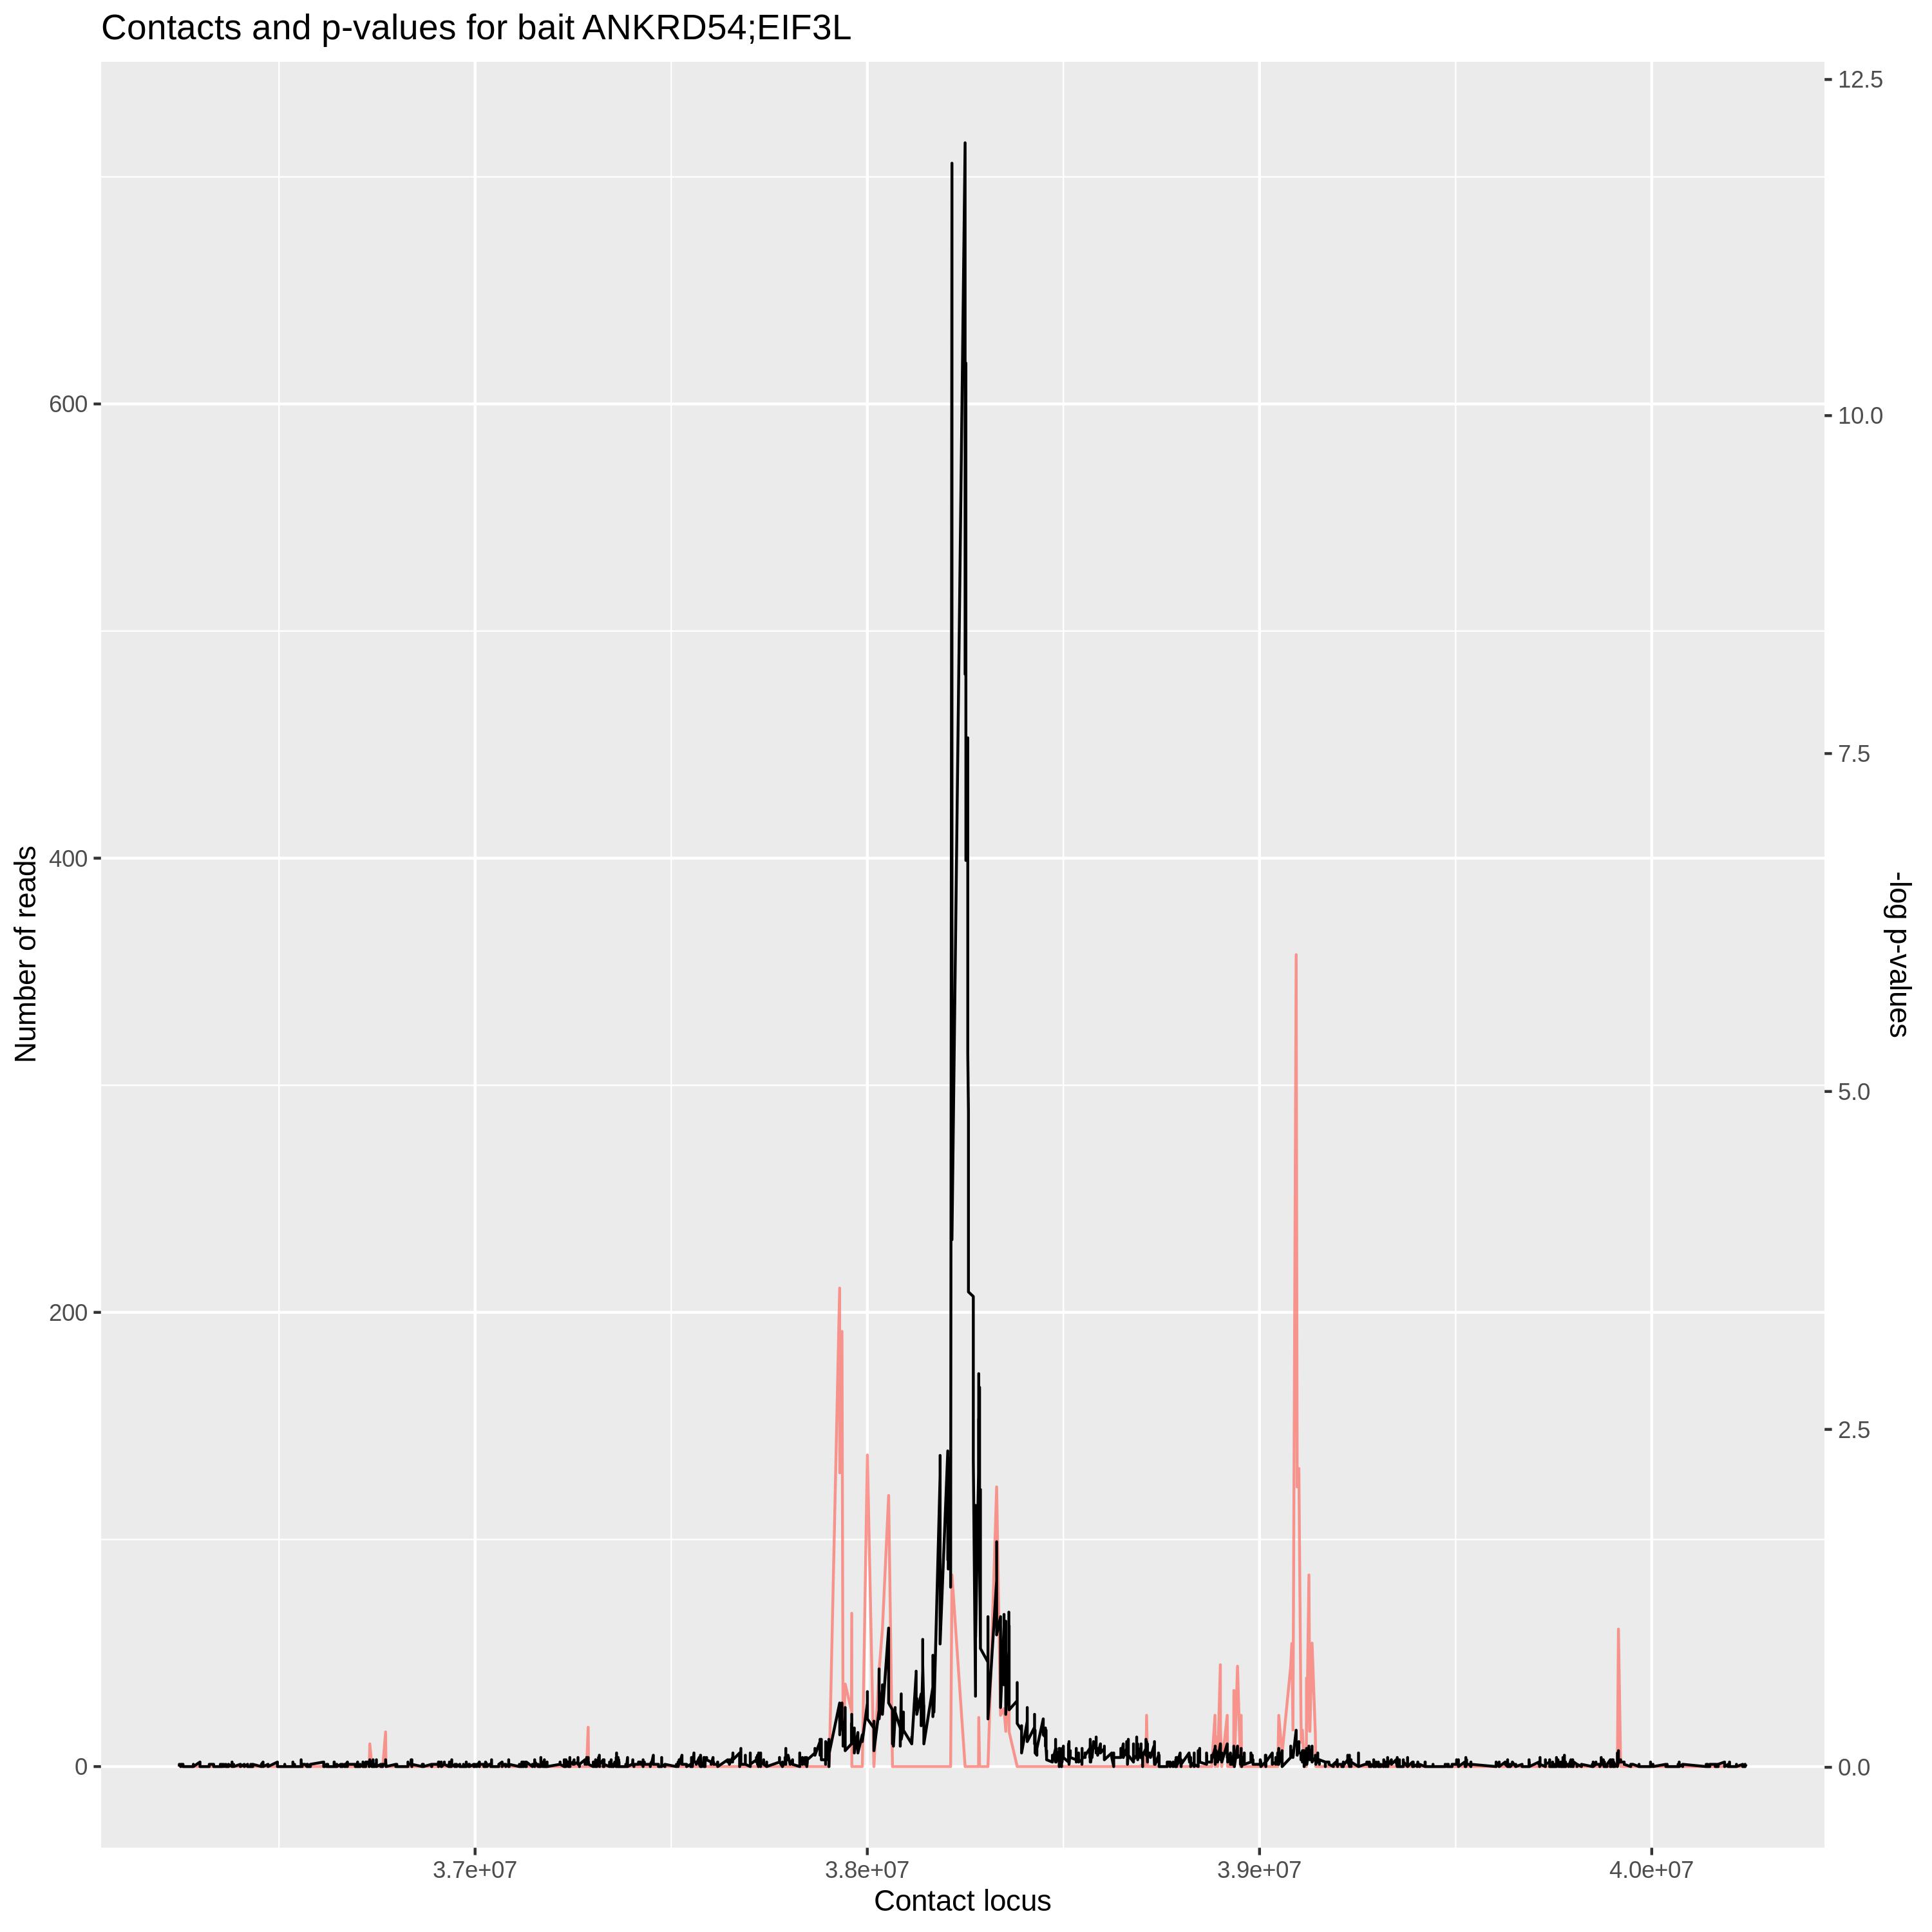 Contacts and p-values for bait ANKRD54;EIF3L
12.5
10.0
7.5
5.0
2.5
0.0
600
400
200
0
Number of reads
-log p-values
3.7e+07
3.8e+07
3.9e+07
4.0e+07
Contact locus